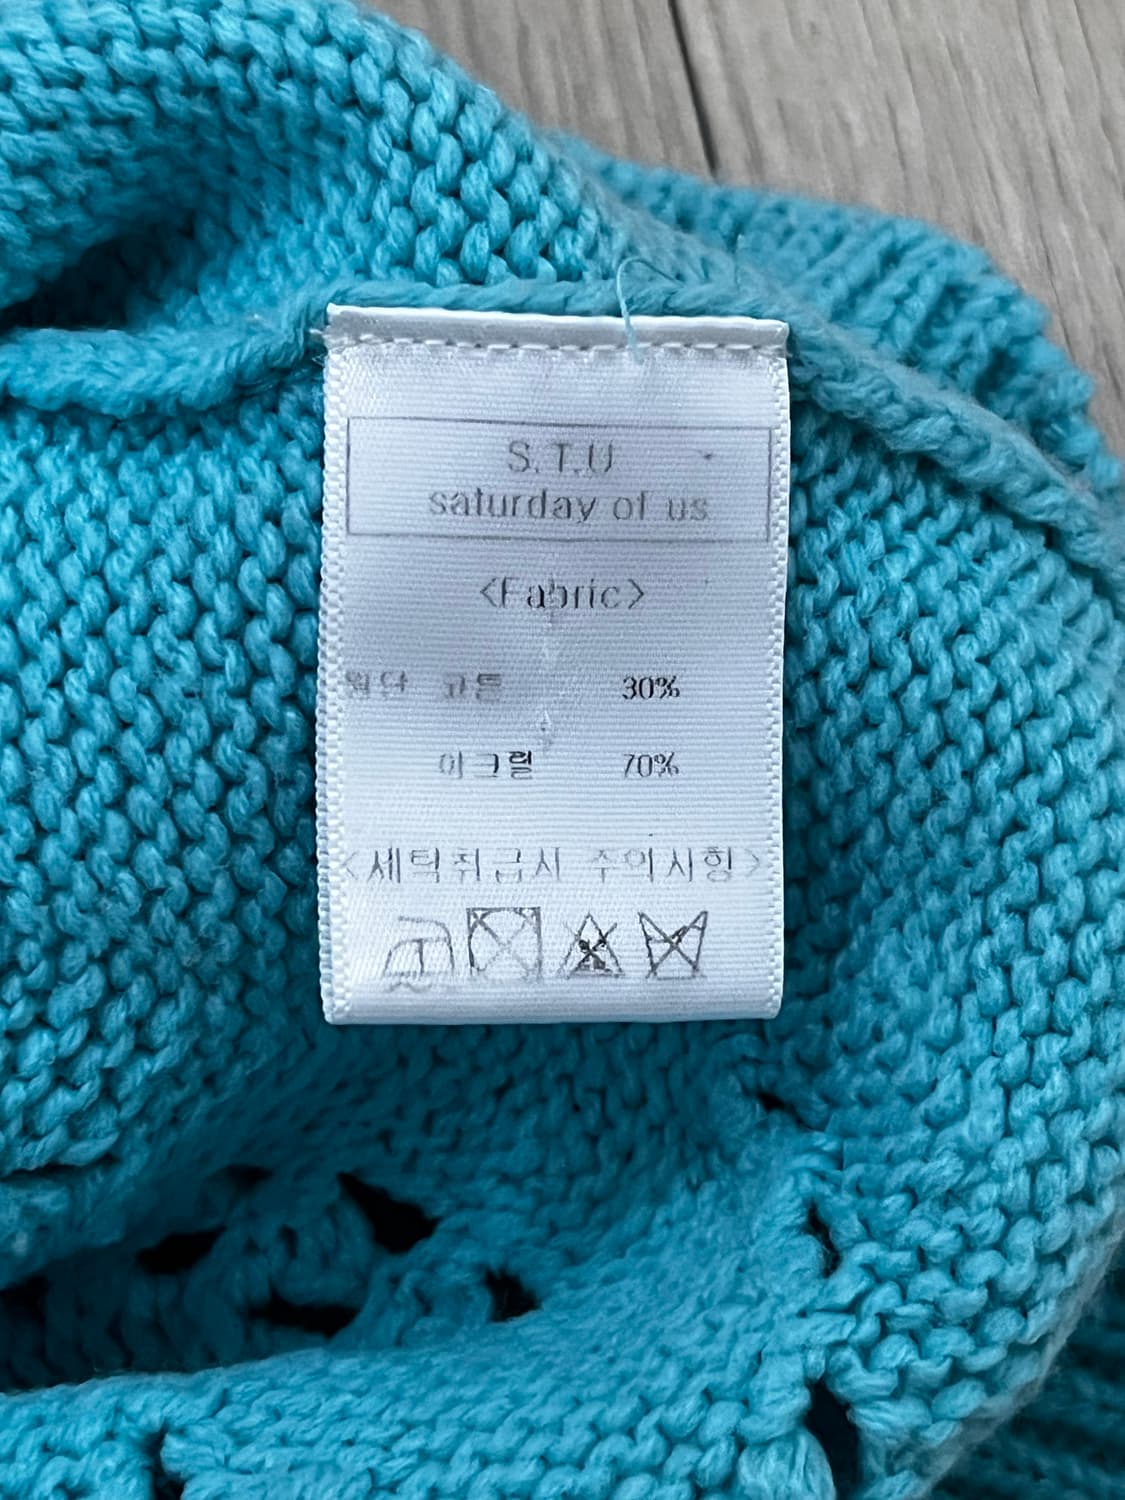 S.T.U
saturday of us
<Fabric>
원단 코튼 30%
아크릴 70%
<세탁취급시 주의사항>